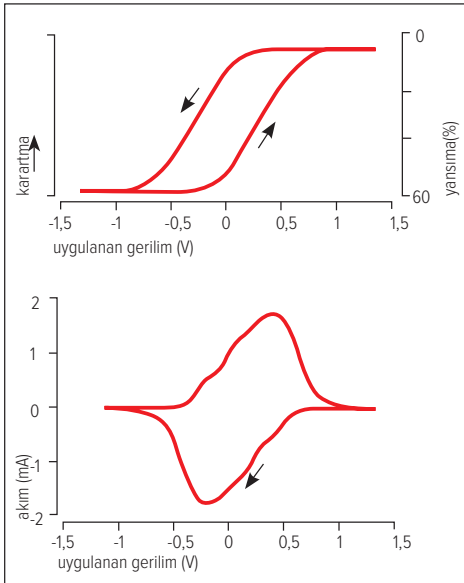 karartma
0
60
yansıma(%)
-1,5 -1 -0,5 0 0,5 1 1,5
uygulanan gerilim (V)
2
1
0
-1
-2
akım (mA)
-1,5 -1 -0,5 0 0,5 1 1,5
uygulanan gerilim (V)